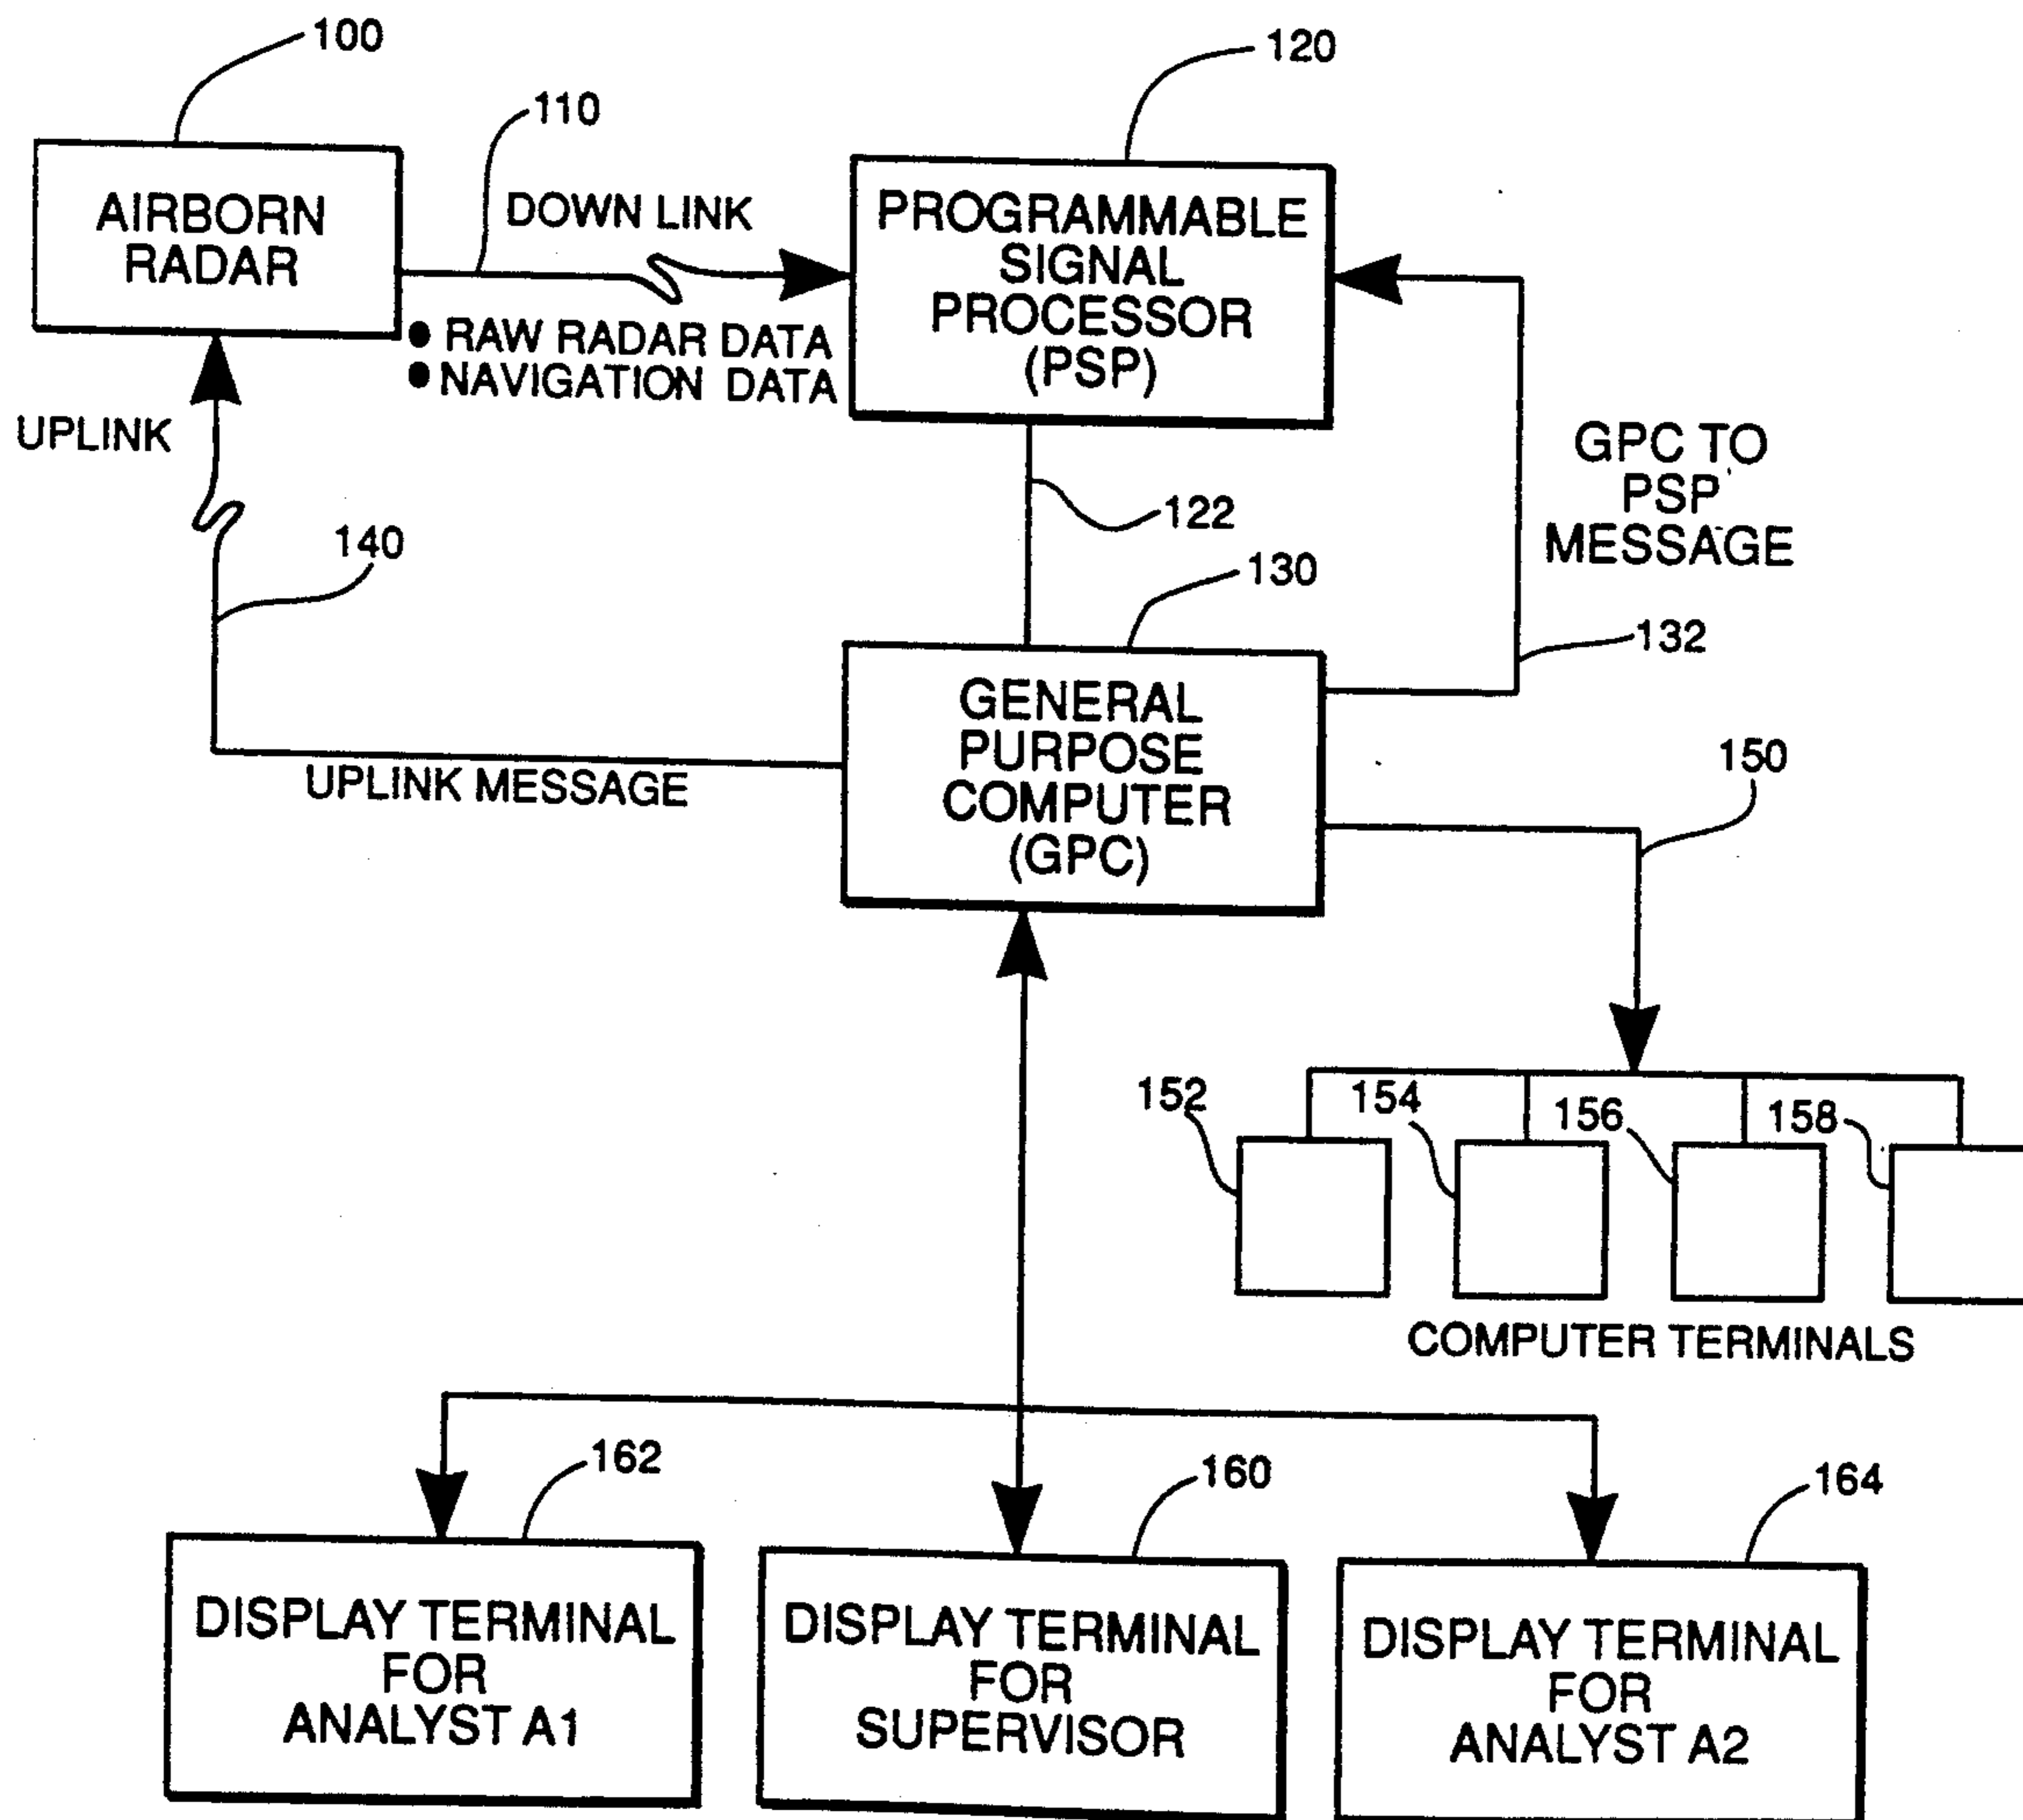 100
120
110
AIRBORN
RADAR
DOWN LINK
PROGRAMMABLE
SIGNAL
PROCESSOR
(PSP)
● RAW RADAR DATA
● NAVIGATION DATA
UPLINK
GPC TO
PSP
MESSAGE
122
140
130
132
GENERAL
PURPOSE
COMPUTER
(GPC)
UPLINK MESSAGE
150
152
154
156
158
COMPUTER TERMINALS
162
160
164
DISPLAY TERMINAL
FOR
ANALYST A1
DISPLAY TERMINAL
FOR
SUPERVISOR
DISPLAY TERMINAL
FOR
ANALYST A2